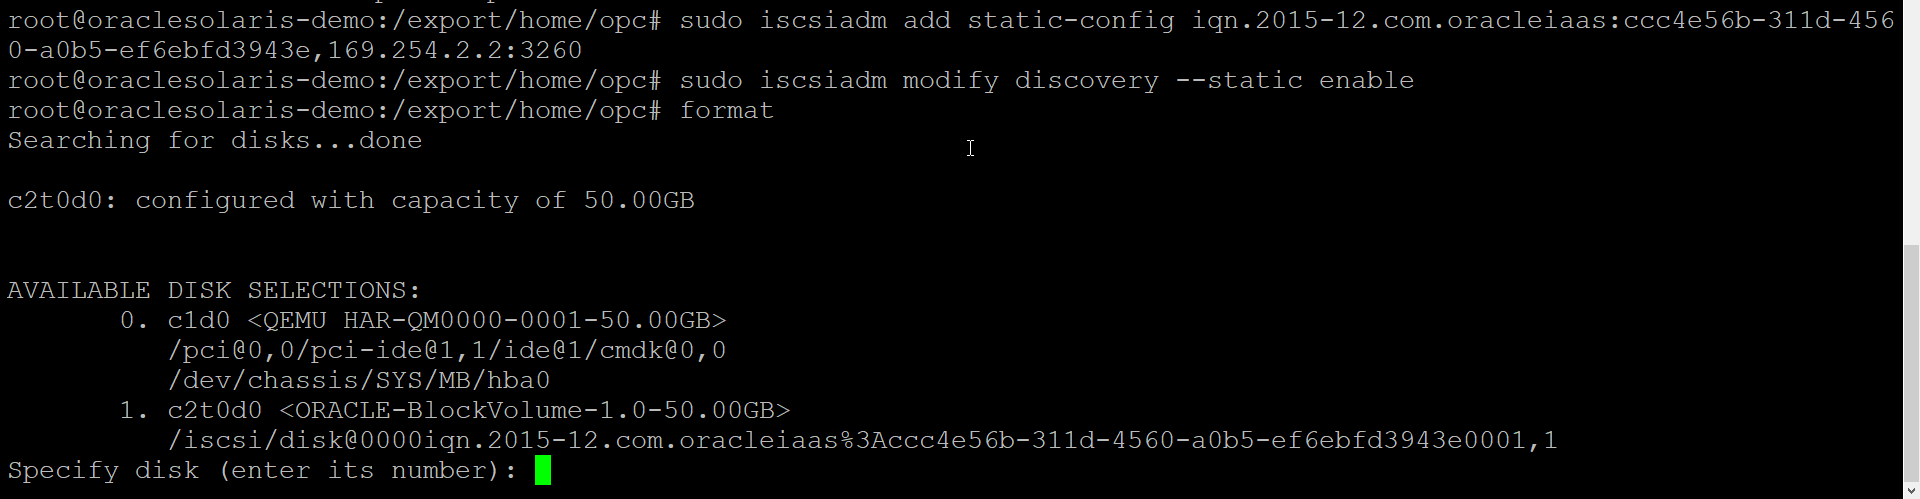 root@oraclesolaris-demo:/export/home/opc# sudo iscsiadm add static-config iqn.2015-12.com.oracleiaas:ccc4e56b-311d-456
0-a0b5-ef6ebfd3943e,169.254.2.2:3260
root@oraclesolaris-demo:/export/home/opc# sudo iscsiadm modify discovery --static enable
root@oraclesolaris-demo:/export/home/opc# format
Searching for disks...done
c2t0d0: configured with capacity of 50.00GB
AVAILABLE DISK SELECTIONS:
0. c1d0 <QEMU HAR-QM0000-0001-50.00GB>
/pci@0,0/pci-ide@1,1/ide@1/cmdk@0,0
/dev/chassis/SYS/MB/hba0
1. c2t0d0 <ORACLE-BlockVolume-1.0-50.00GB>
/iscsi/disk@0000iqn.2015-12.com.oracleiaas%3Accc4e56b-311d-4560-a0b5-ef6ebfd3943e0001,1
Specify disk (enter its number):